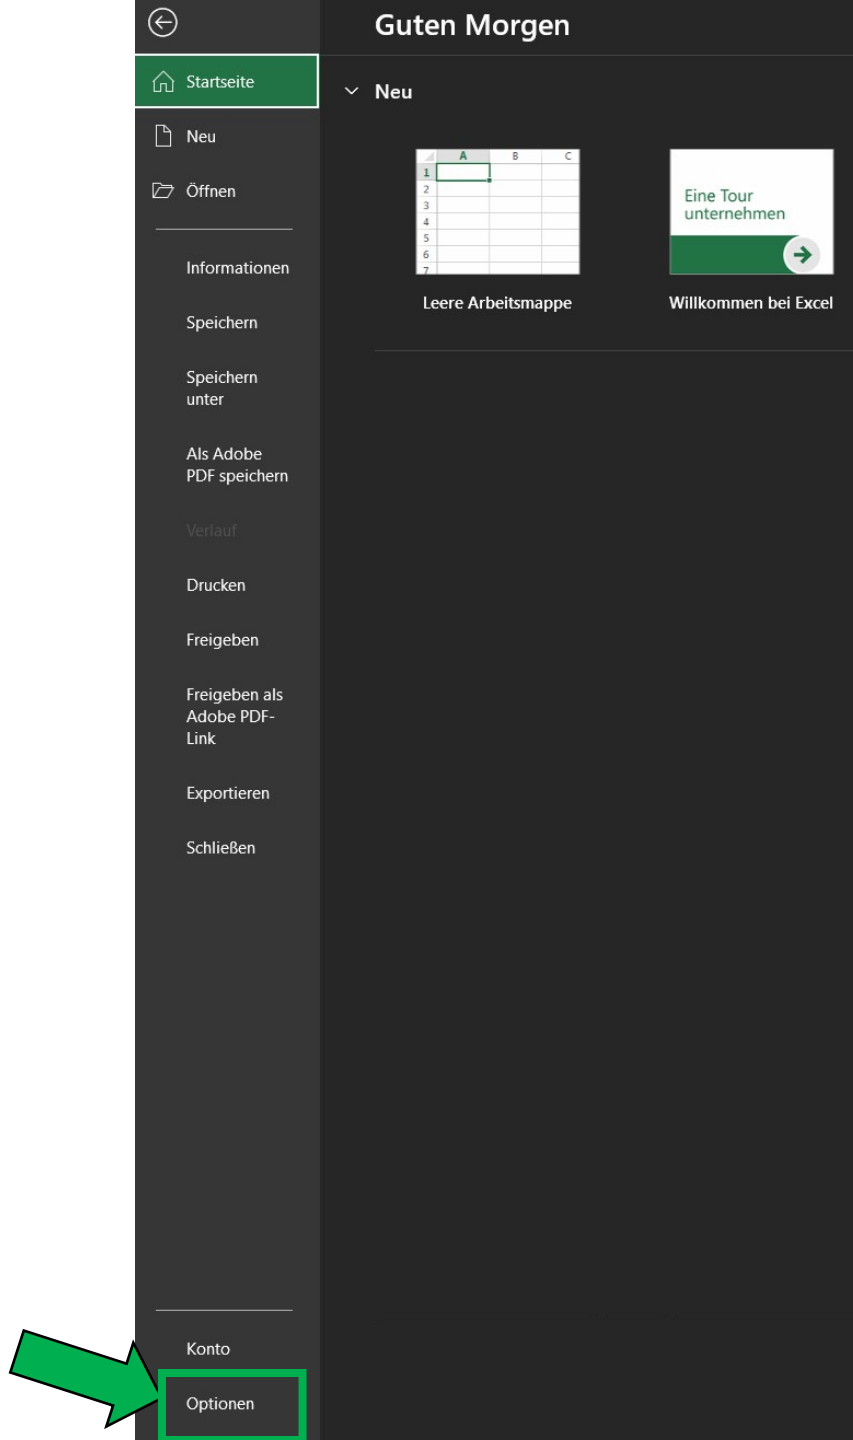 Guten Morgen
Startseite
Neu
Neu
Öffnen
A B C
1
2
3
4
5
6
7
Eine Tour
unternehmen
Leere Arbeitsmappe
Willkommen bei Excel
Informationen
Speichern
Speichern
unter
Als Adobe
PDF speichern
Verlauf
Drucken
Freigeben
Freigeben als
Adobe PDF-
Link
Exportieren
Schließen
Konto
Optionen